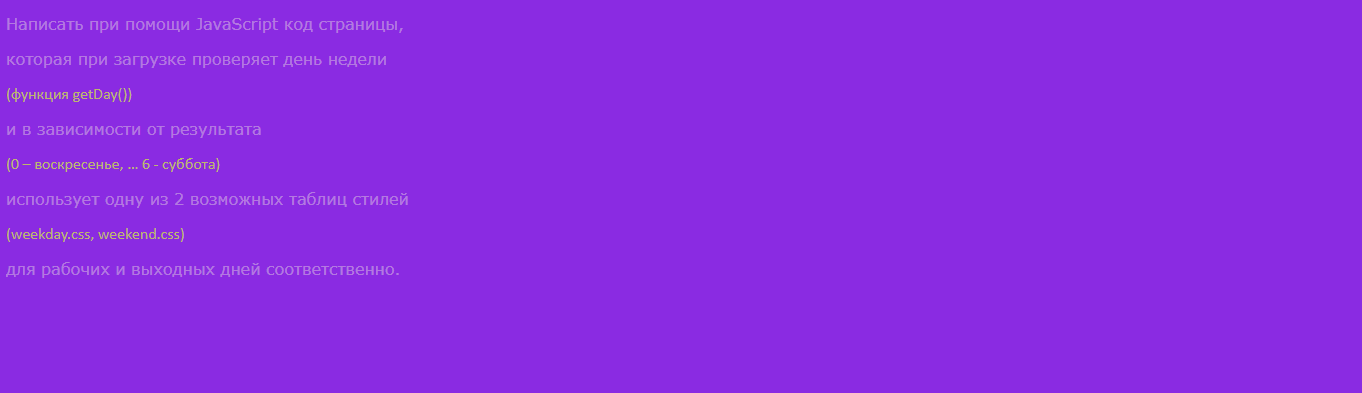 Написать при помощи JavaScript код страницы,
которая при загрузке проверяет день недели
(функция getDay())
и в зависимости от результата
(0 – воскресенье, ... 6 - суббота)
использует одну из 2 возможных таблиц стилей
(weekday.css, weekend.css)
для рабочих и выходных дней соответственно.